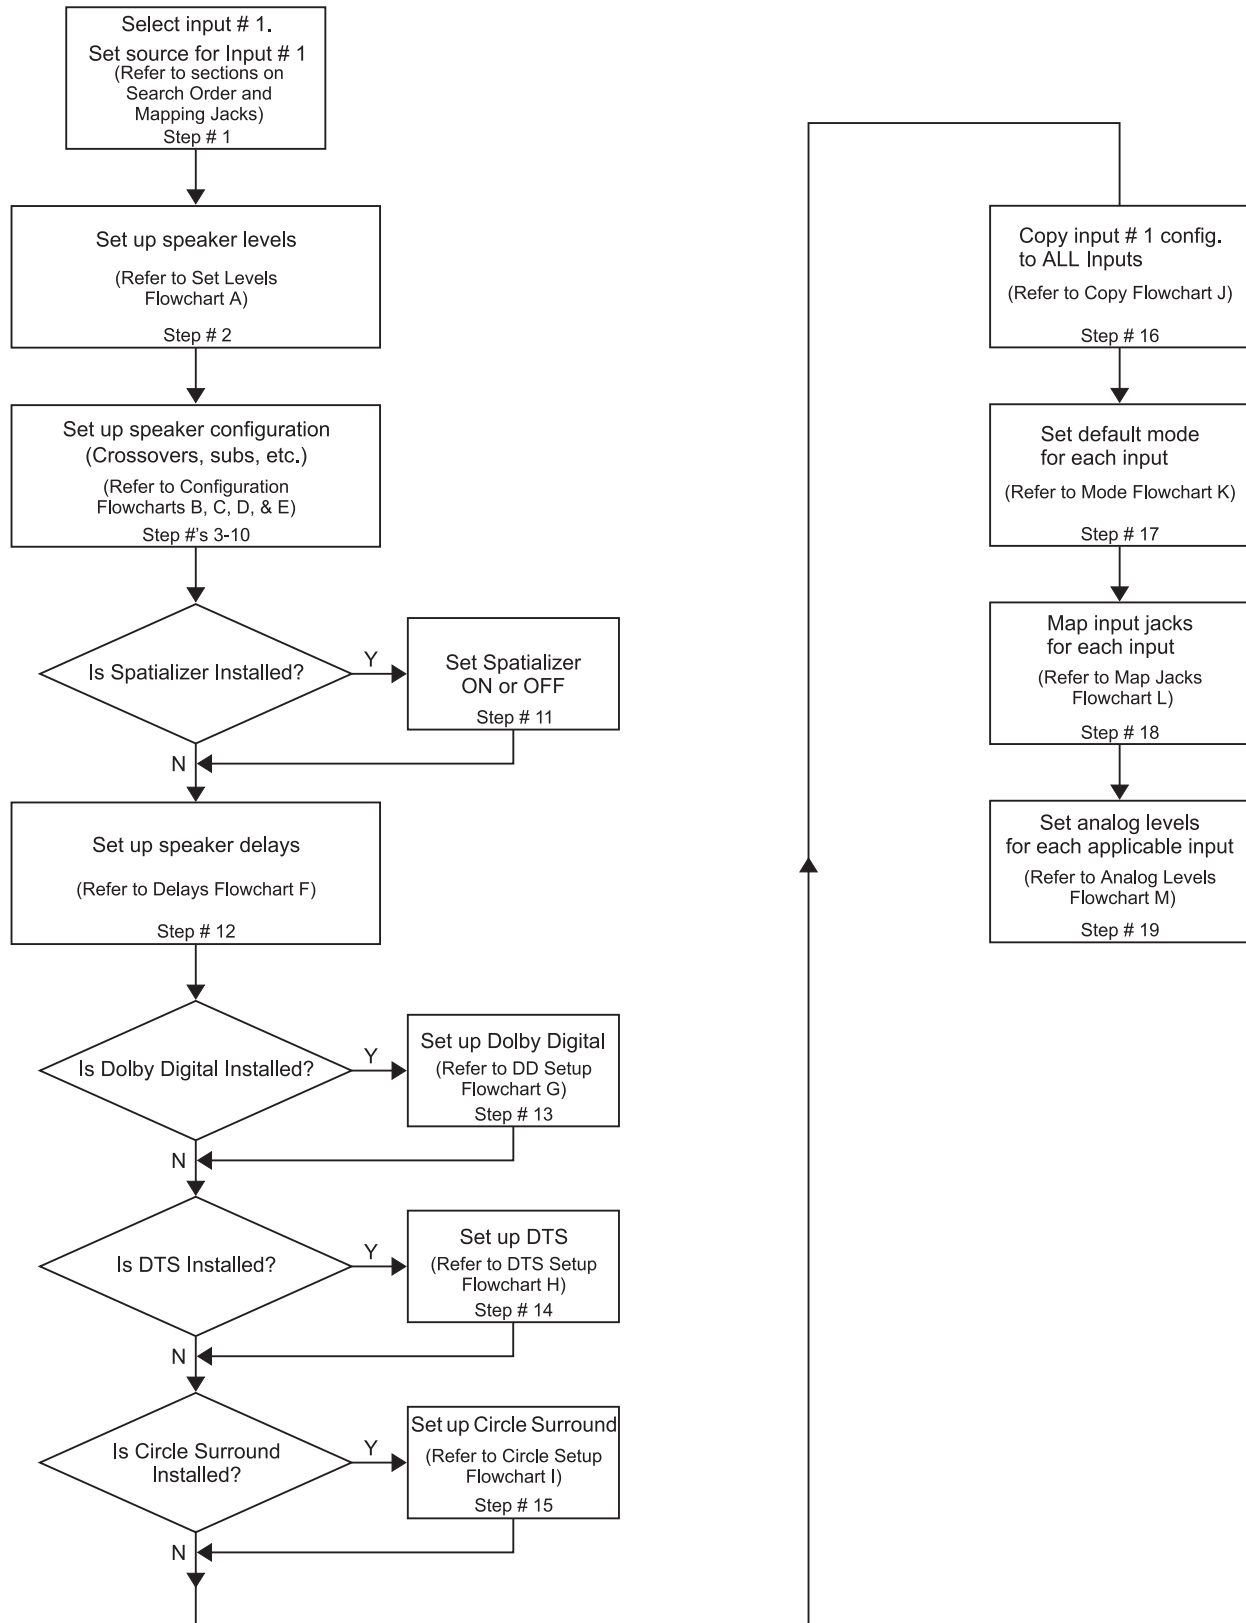 Select input # 1.
Set source for Input # 1
(Refer to sections on
Search Order and
Mapping Jacks)
Step # 1
Set up speaker levels
(Refer to Set Levels
Flowchart A)
Step # 2
Set up speaker configuration
(Crossovers, subs, etc.)
(Refer to Configuration
Flowcharts B, C, D, & E)
Step #'s 3-10
Is Spatializer Installed?
Y
Set Spatializer
ON or OFF
Step # 11
N
Set up speaker delays
(Refer to Delays Flowchart F)
Step # 12
Is Dolby Digital Installed?
Y
Set up Dolby Digital
(Refer to DD Setup
Flowchart G)
Step # 13
N
Is DTS Installed?
Y
Set up DTS
(Refer to DTS Setup
Flowchart H)
Step # 14
N
Is Circle Surround
Installed?
Y
Set up Circle Surround
(Refer to Circle Setup
Flowchart I)
Step # 15
N
Copy input # 1 config.
to ALL Inputs
(Refer to Copy Flowchart J)
Step # 16
Set default mode
for each input
(Refer to Mode Flowchart K)
Step # 17
Map input jacks
for each input
(Refer to Map Jacks
Flowchart L)
Step # 18
Set analog levels
for each applicable input
(Refer to Analog Levels
Flowchart M)
Step # 19